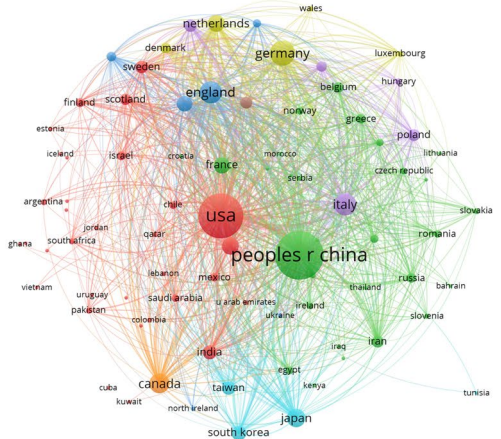 wales
netherlands
denmark
germany
luxembourg
sweden
england
belgium
hungary
finland
scotland
norway
greece
estonia
poland
iceland
israel
croatia
morocco
lithuania
france
serbia
czech republic
argentina
chile
usa
italy
slovakia
jordan
ghana
south africa
qatar
romania
peoples r china
lebanon
mexico
russia
vietnam
thailand
bahrain
uruguay
saudi arabia
u arab emirates
pakistan
ireland
colombia
ukraine
slovenia
india
iraq
iran
egypt
canada
cuba
taiwan
kenya
tunisia
kuwait
north ireland
japan
south korea